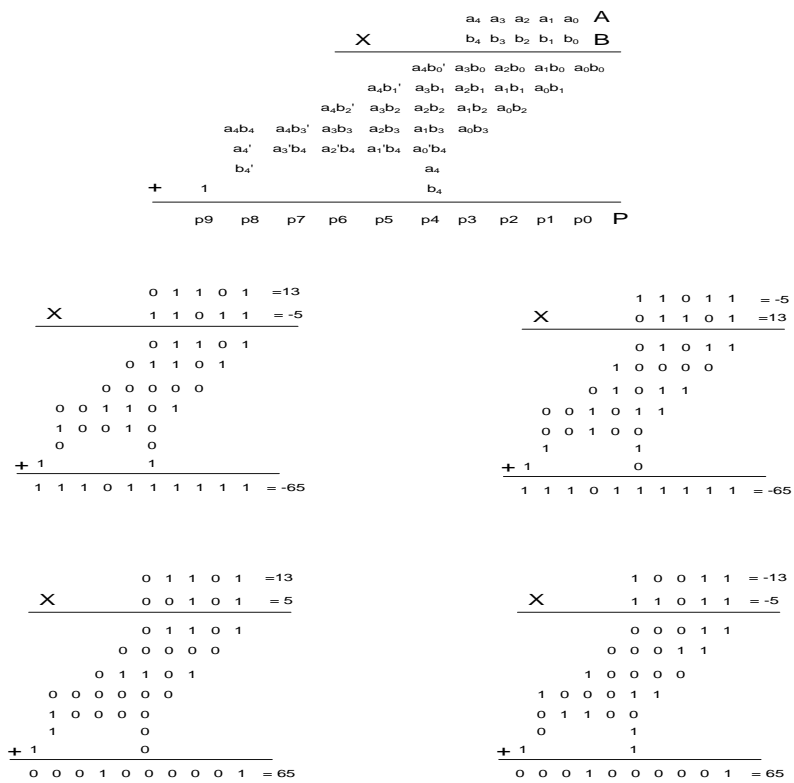 a₄ a₃ a₂ a₁ a₀ A
X b₄ b₃ b₂ b₁ b₀ B
a₄b₀' a₃b₀ a₂b₀ a₁b₀ a₀b₀
a₄b₁' a₃b₁ a₂b₁ a₁b₁ a₀b₁
a₄b₂' a₃b₂ a₂b₂ a₁b₂ a₀b₂
a₄b₄ a₄b₃' a₃b₃ a₂b₃ a₁b₃ a₀b₃
a₄' a₃'b₄ a₂'b₄ a₁'b₄ a₀'b₄
b₄' a₄
+ 1 b₄
p9 p8 p7 p6 p5 p4 p3 p2 p1 p0 P
0 1 1 0 1 =13
X 1 1 0 1 1 = -5
0 1 1 0 1
0 1 1 0 1
0 0 0 0 0
0 0 1 1 0 1
1 0 0 1 0
0 0
+ 1 1
1 1 1 0 1 1 1 1 1 1 = -65
1 1 0 1 1 = -5
X 0 1 1 0 1 =13
0 1 0 1 1
1 0 0 0 0
0 1 0 1 1
0 0 1 0 1 1
0 0 1 0 0
1 1
+ 1 0
1 1 1 0 1 1 1 1 1 1 = -65
0 1 1 0 1 =13
X 0 0 1 0 1 = 5
0 1 1 0 1
0 0 0 0 0
0 1 1 0 1
0 0 0 0 0 0
1 0 0 0 0
1 0
+ 1 0
0 0 0 1 0 0 0 0 0 1 = 65
1 0 0 1 1 = -13
X 1 1 0 1 1 = -5
0 0 0 1 1
0 0 0 1 1
1 0 0 0 0
1 0 0 0 1 1
0 1 1 0 0
0 1
+ 1 1
0 0 0 1 0 0 0 0 0 1 = 65